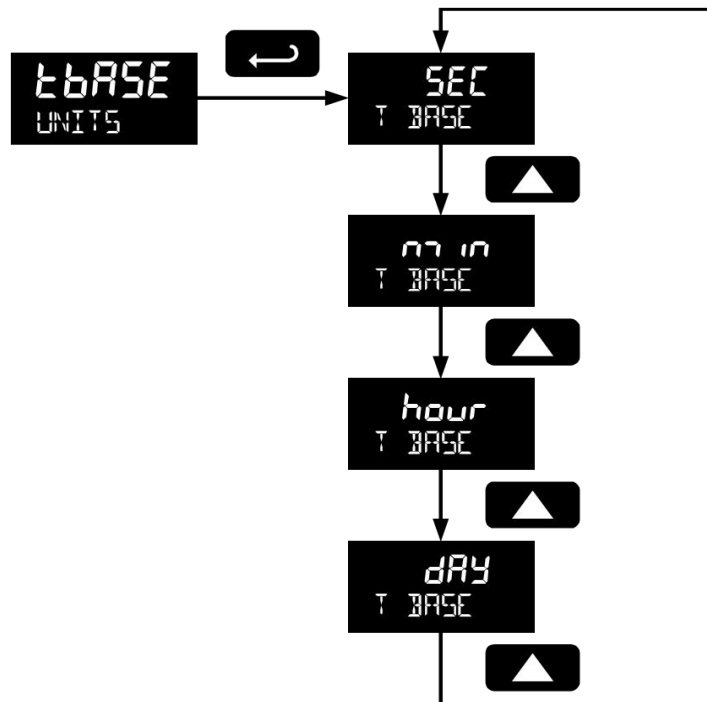 tbASE
UNITS
SEC
T BASE
min
T BASE
hour
T BASE
dAY
T BASE